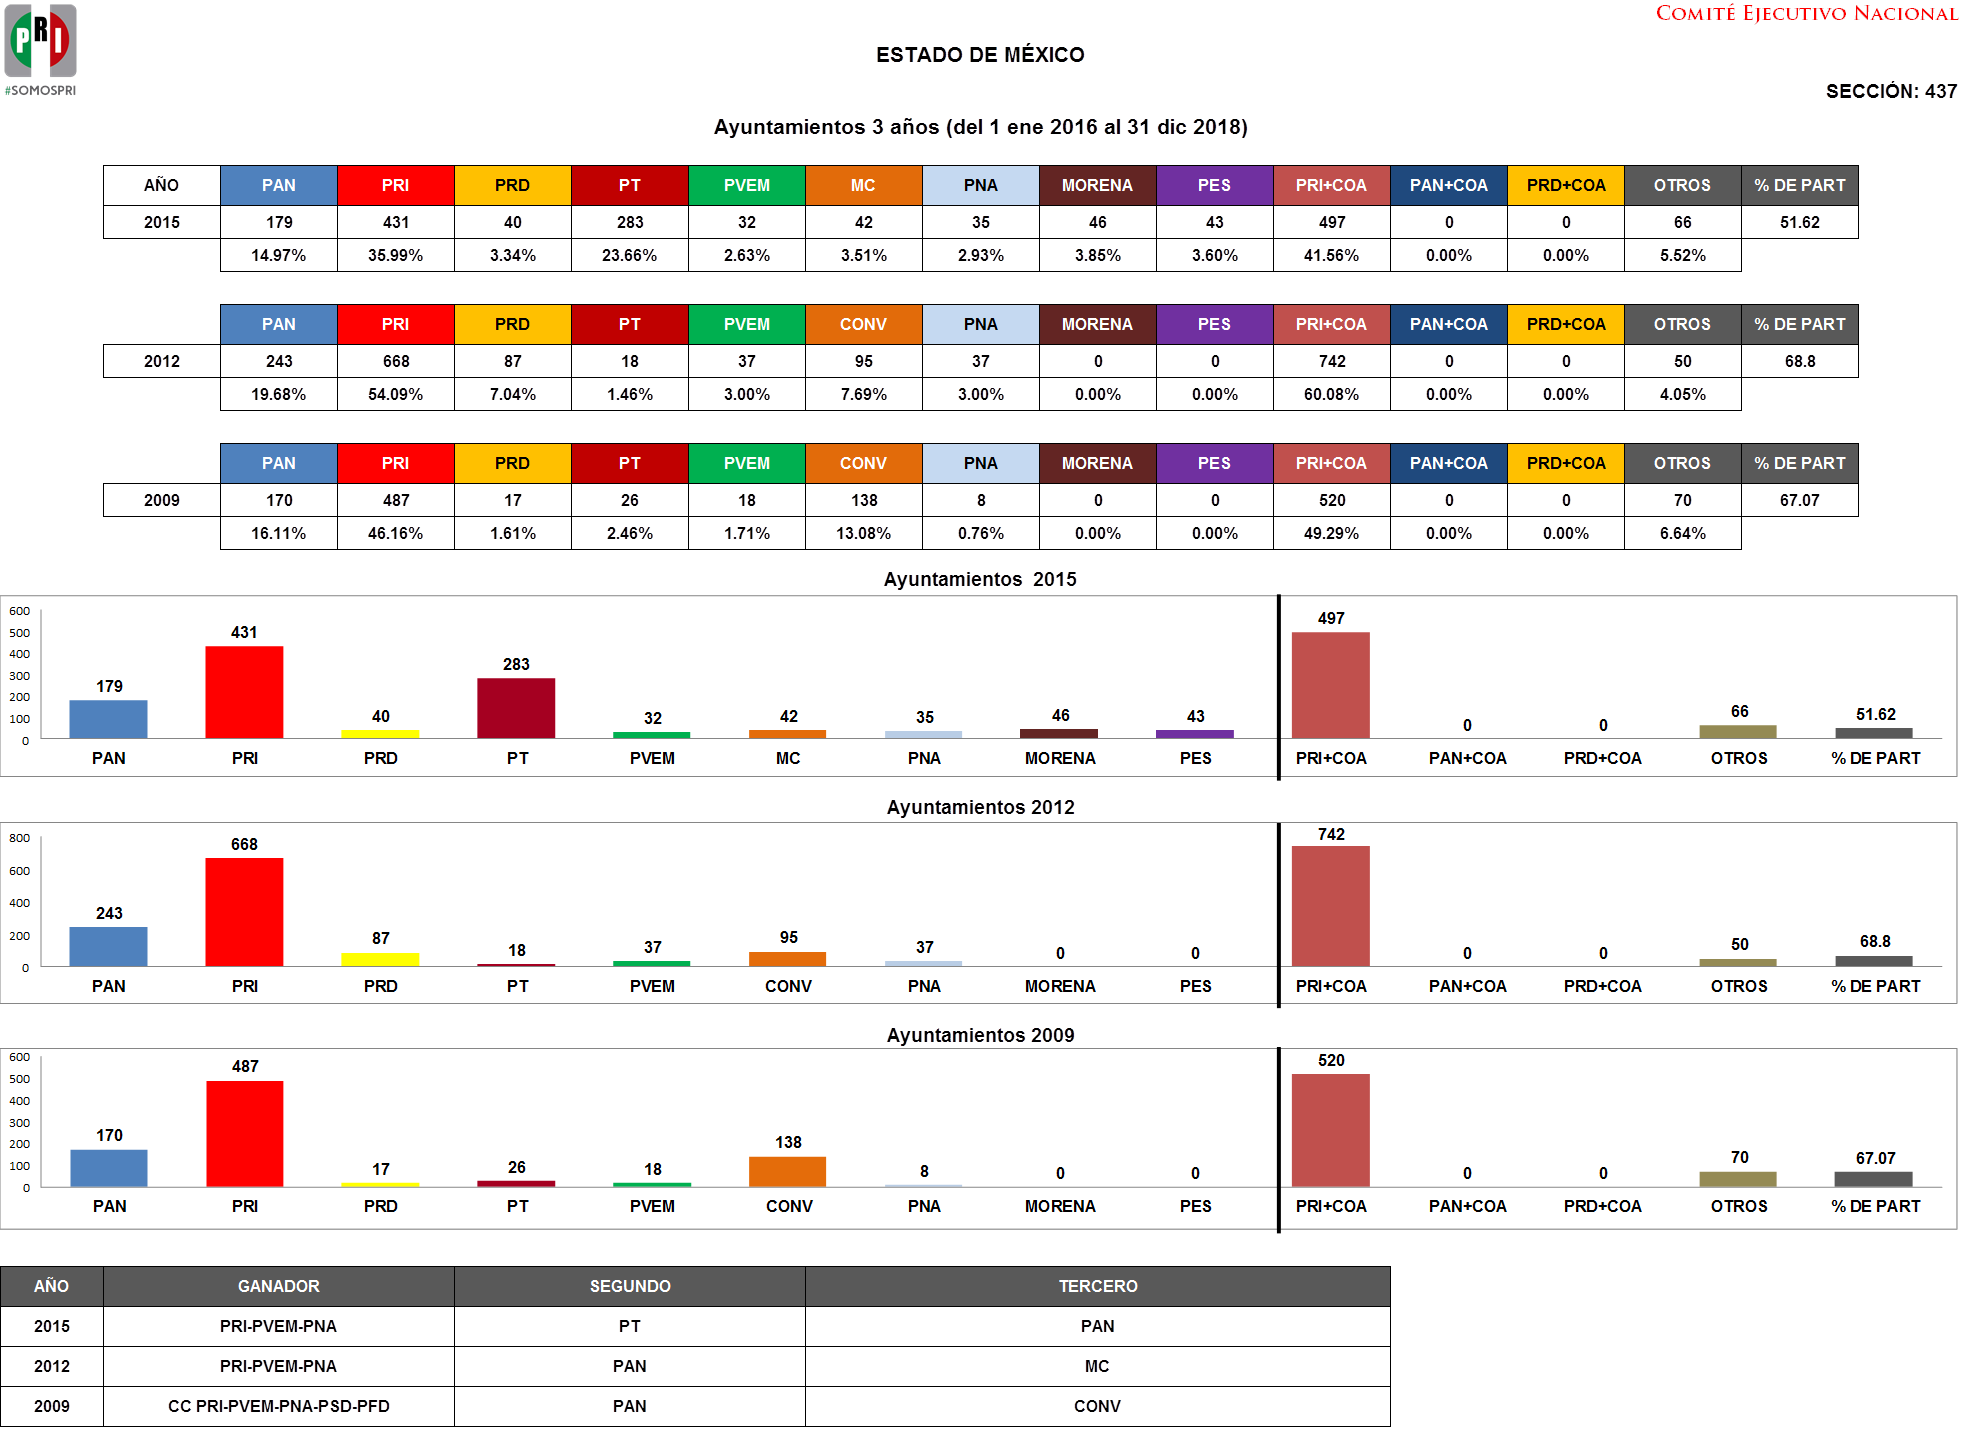 PRI
#SOMOSPRI
COMITÉ EJECUTIVO NACIONAL
ESTADO DE MÉXICO
SECCIÓN: 437
Ayuntamientos 3 años (del 1 ene 2016 al 31 dic 2018)
AÑO PAN PRI PRD PT PVEM MC PNA MORENA PES PRI+COA PAN+COA PRD+COA OTROS % DE PART
2015 179 431 40 283 32 42 35 46 43 497 0 0 66 51.62
14.97% 35.99% 3.34% 23.66% 2.63% 3.51% 2.93% 3.85% 3.60% 41.56% 0.00% 0.00% 5.52%
PAN PRI PRD PT PVEM CONV PNA MORENA PES PRI+COA PAN+COA PRD+COA OTROS % DE PART
2012 243 668 87 18 37 95 37 0 0 742 0 0 50 68.8
19.68% 54.09% 7.04% 1.46% 3.00% 7.69% 3.00% 0.00% 0.00% 60.08% 0.00% 0.00% 4.05%
PAN PRI PRD PT PVEM CONV PNA MORENA PES PRI+COA PAN+COA PRD+COA OTROS % DE PART
2009 170 487 17 26 18 138 8 0 0 520 0 0 70 67.07
16.11% 46.16% 1.61% 2.46% 1.71% 13.08% 0.76% 0.00% 0.00% 49.29% 0.00% 0.00% 6.64%
Ayuntamientos 2015
600
500
400
300
200
100
0
179 431 40 283 32 42 35 46 43 497 0 0 66 51.62
PAN PRI PRD PT PVEM MC PNA MORENA PES PRI+COA PAN+COA PRD+COA OTROS % DE PART
Ayuntamientos 2012
800
600
400
200
0
243 668 87 18 37 95 37 0 0 742 0 0 50 68.8
PAN PRI PRD PT PVEM CONV PNA MORENA PES PRI+COA PAN+COA PRD+COA OTROS % DE PART
Ayuntamientos 2009
600
500
400
300
200
100
0
170 487 17 26 18 138 8 0 0 520 0 0 70 67.07
PAN PRI PRD PT PVEM CONV PNA MORENA PES PRI+COA PAN+COA PRD+COA OTROS % DE PART
AÑO GANADOR SEGUNDO TERCERO
2015 PRI-PVEM-PNA PT PAN
2012 PRI-PVEM-PNA PAN MC
2009 CC PRI-PVEM-PNA-PSD-PFD PAN CONV